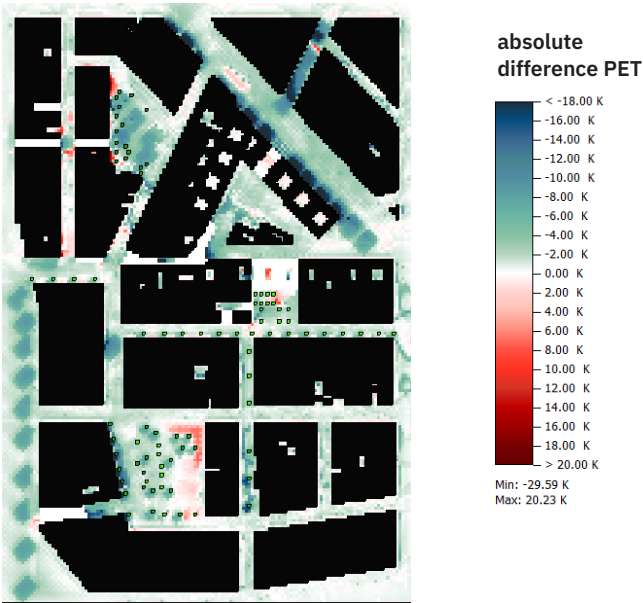 absolute
difference PET
< -18.00 K
-16.00 K
-14.00 K
-12.00 K
-10.00 K
-8.00 K
-6.00 K
-4.00 K
-2.00 K
0.00 K
2.00 K
4.00 K
6.00 K
8.00 K
10.00 K
12.00 K
14.00 K
16.00 K
18.00 K
> 20.00 K
Min: -29.59 K
Max: 20.23 K